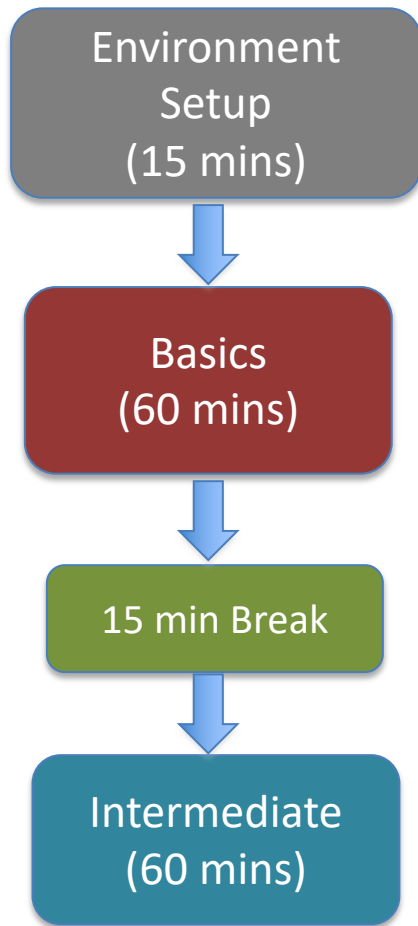 Environment
Setup
(15 mins)
Basics
(60 mins)
15 min Break
Intermediate
(60 mins)